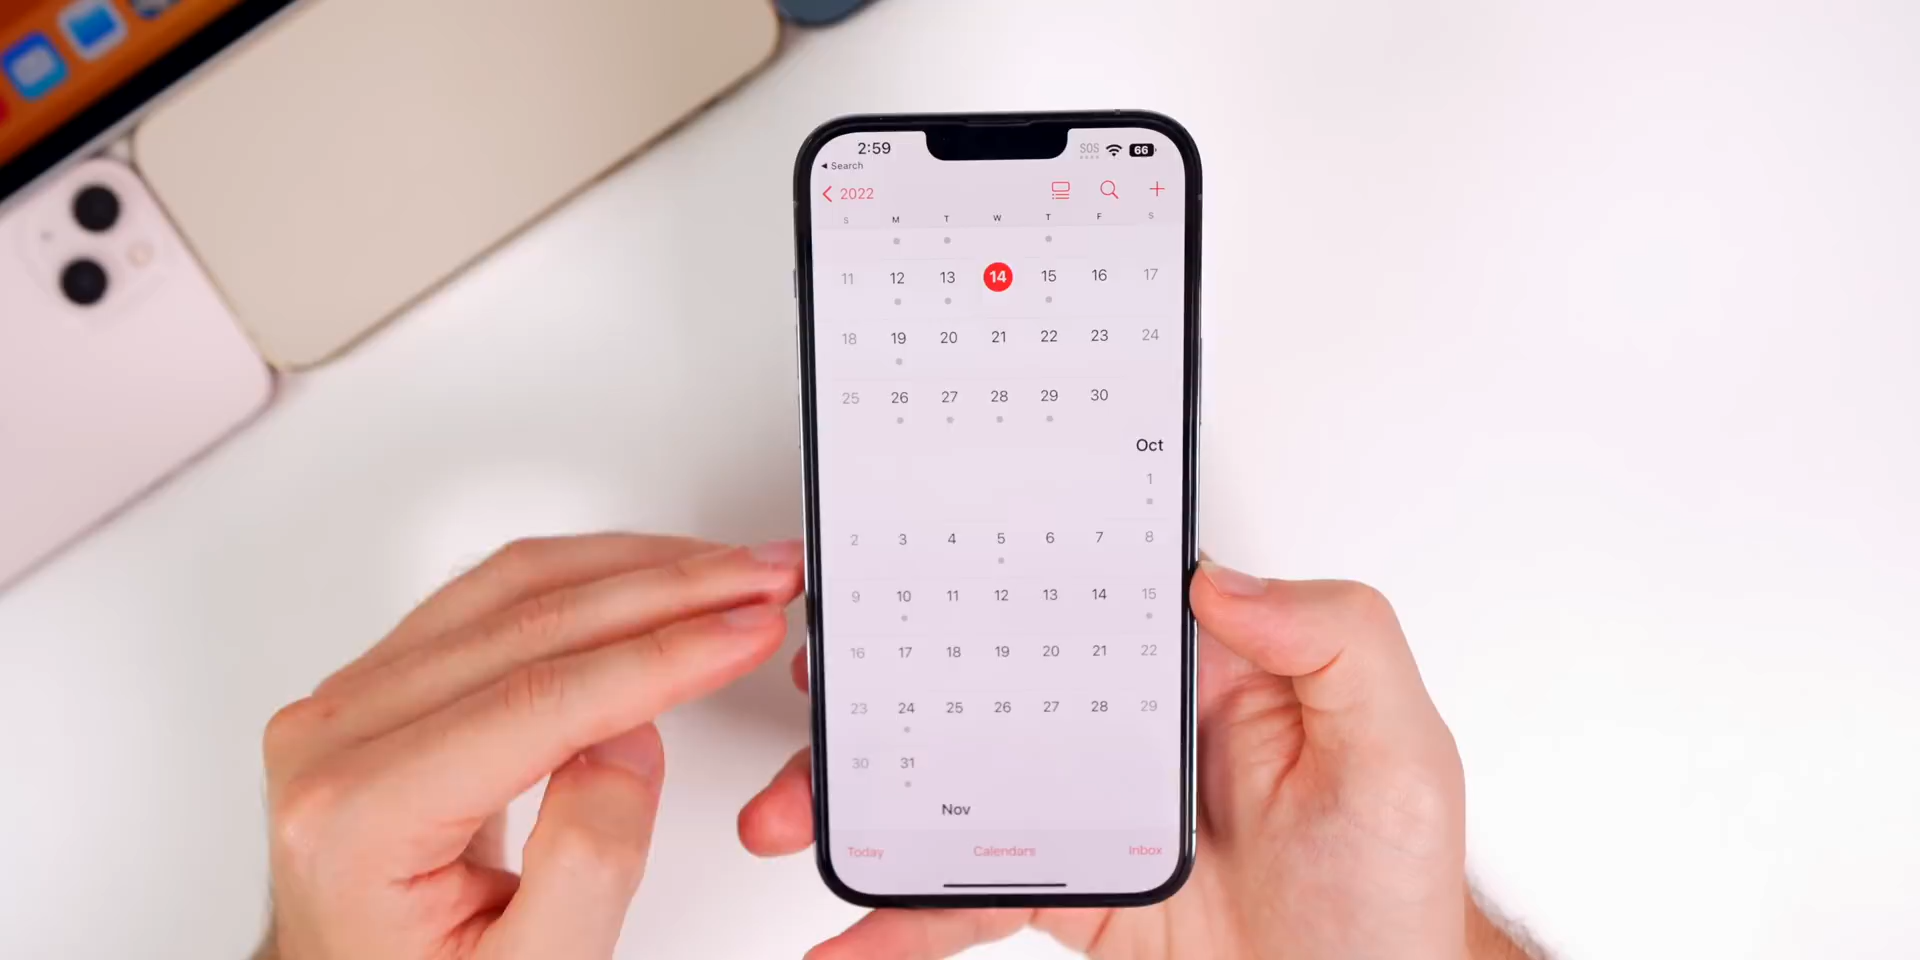 2:59 SOS 66
◀ Search
2022
S M T W T F S
11 12 13 14 15 16 17
18 19 20 21 22 23 24
25 26 27 28 29 30
Oct
1
2 3 4 5 6 7 8
9 10 11 12 13 14 15
16 17 18 19 20 21 22
23 24 25 26 27 28 29
30 31
Nov
Today Calendars Inbox